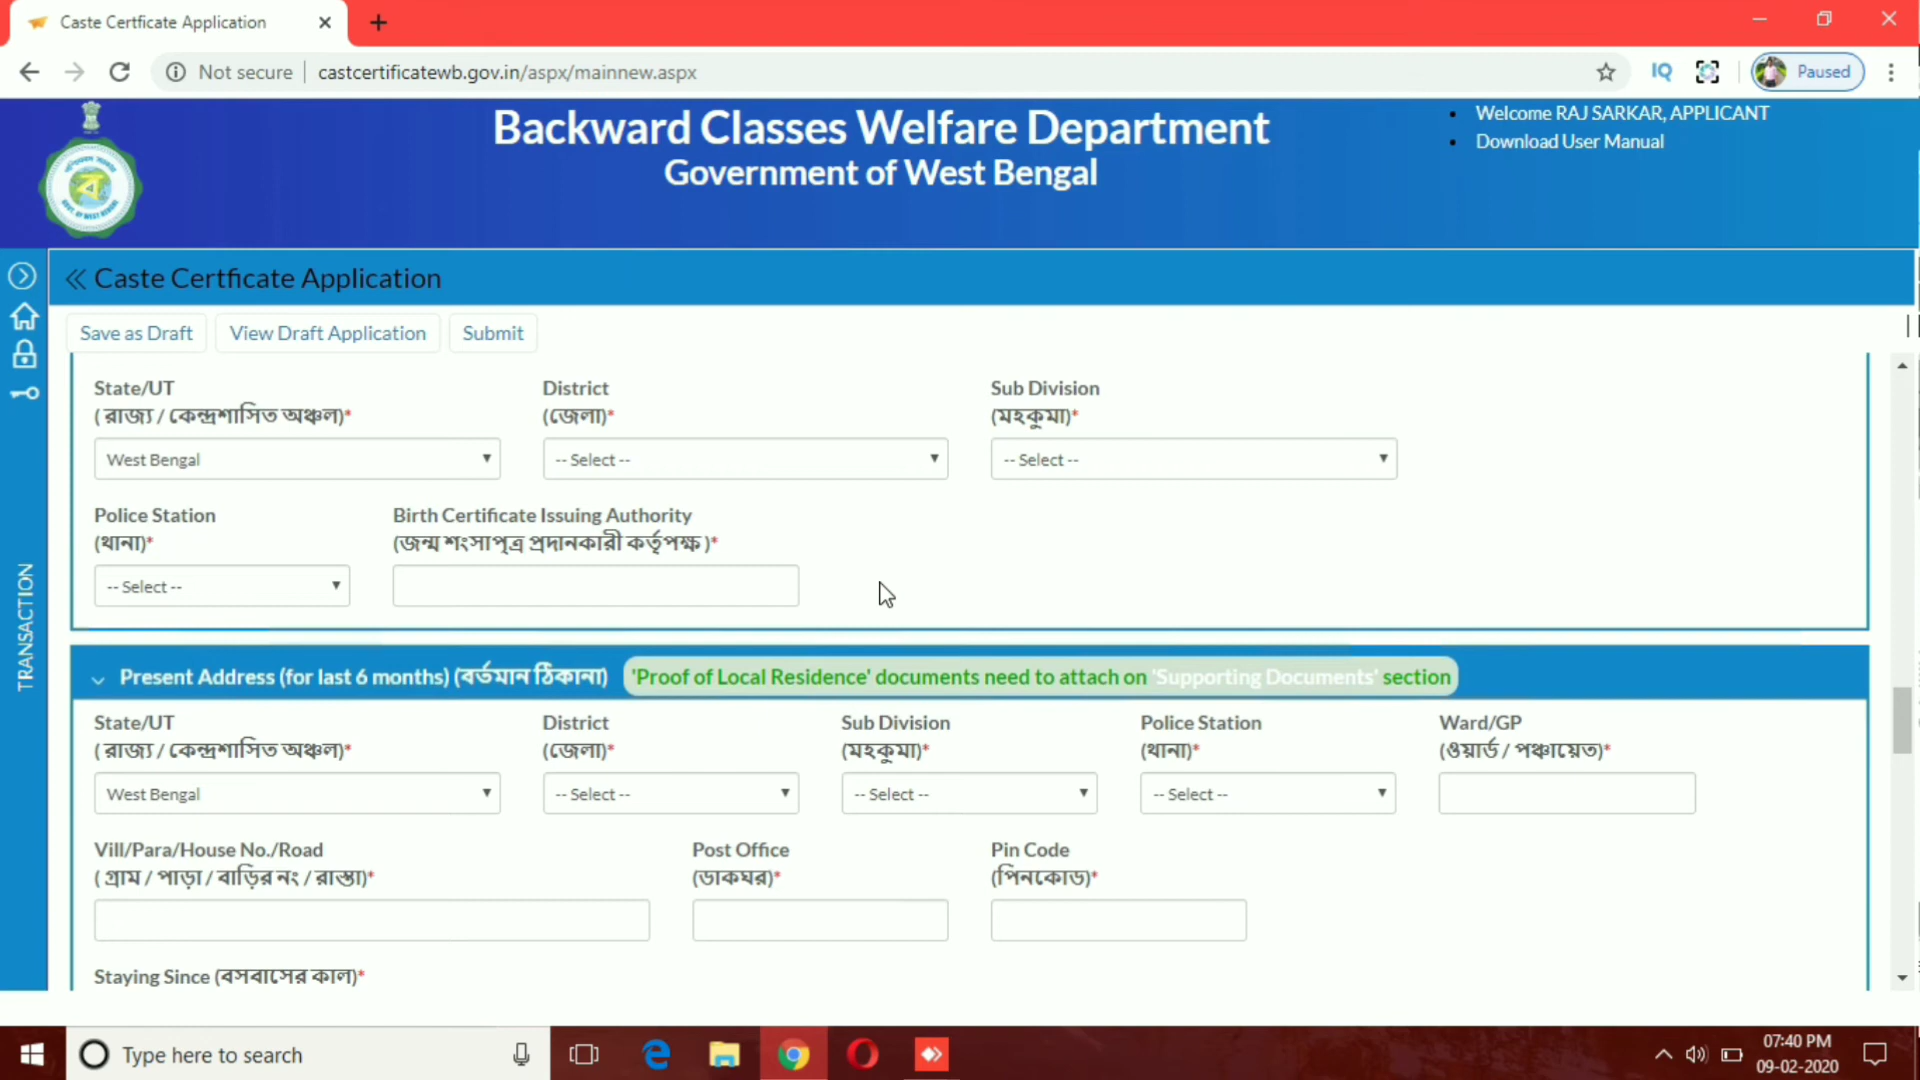 Caste Certficate Application
Not secure | castcertificatewb.gov.in/aspx/mainnew.aspx
IQ
Paused
Backward Classes Welfare Department
Government of West Bengal
Welcome RAJ SARKAR, APPLICANT
Download User Manual
Caste Certficate Application
Save as Draft View Draft Application Submit
TRANSACTION
State/UT District Sub Division
( রাজ্য / কেন্দ্রশাসিত অঞ্চল)* (জেলা)* (মহকুমা)*
West Bengal -- Select -- -- Select --
Police Station Birth Certificate Issuing Authority
(থানা)* (জন্ম শংসাপত্র প্রদানকারী কর্তৃপক্ষ )*
-- Select --
Present Address (for last 6 months) (বর্তমান ঠিকানা) 'Proof of Local Residence' documents need to attach on 'Supporting Documents' section
State/UT District Sub Division Police Station Ward/GP
( রাজ্য / কেন্দ্রশাসিত অঞ্চল)* (জেলা)* (মহকুমা)* (থানা)* (ওয়ার্ড / পঞ্চায়েত)*
West Bengal -- Select -- -- Select -- -- Select --
Vill/Para/House No./Road Post Office Pin Code
( গ্রাম / পাড়া / বাড়ির নং / রাস্তা)* (ডাকঘর)* (পিনকোড)*
Staying Since (বসবাসের কাল)*
Type here to search
07:40 PM
09-02-2020